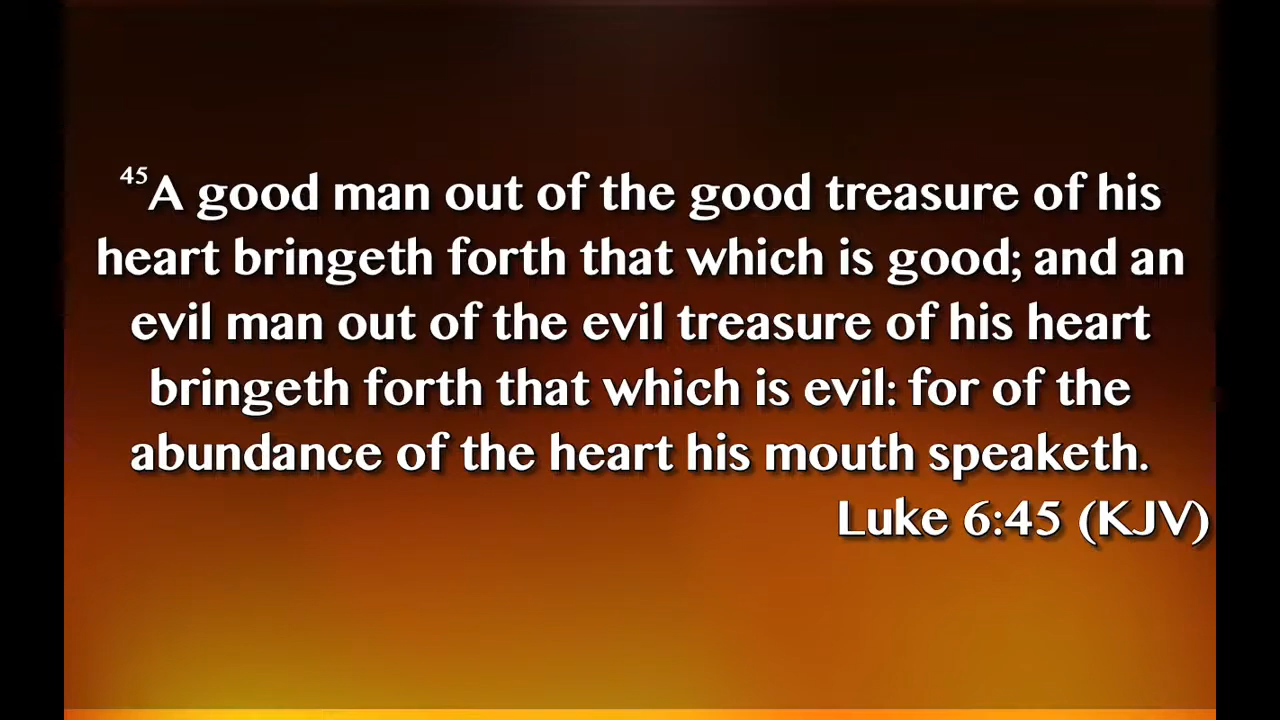 45A good man out of the good treasure of his
heart bringeth forth that which is good; and an
evil man out of the evil treasure of his heart
bringeth forth that which is evil: for of the
abundance of the heart his mouth speaketh.
Luke 6:45 (KJV)